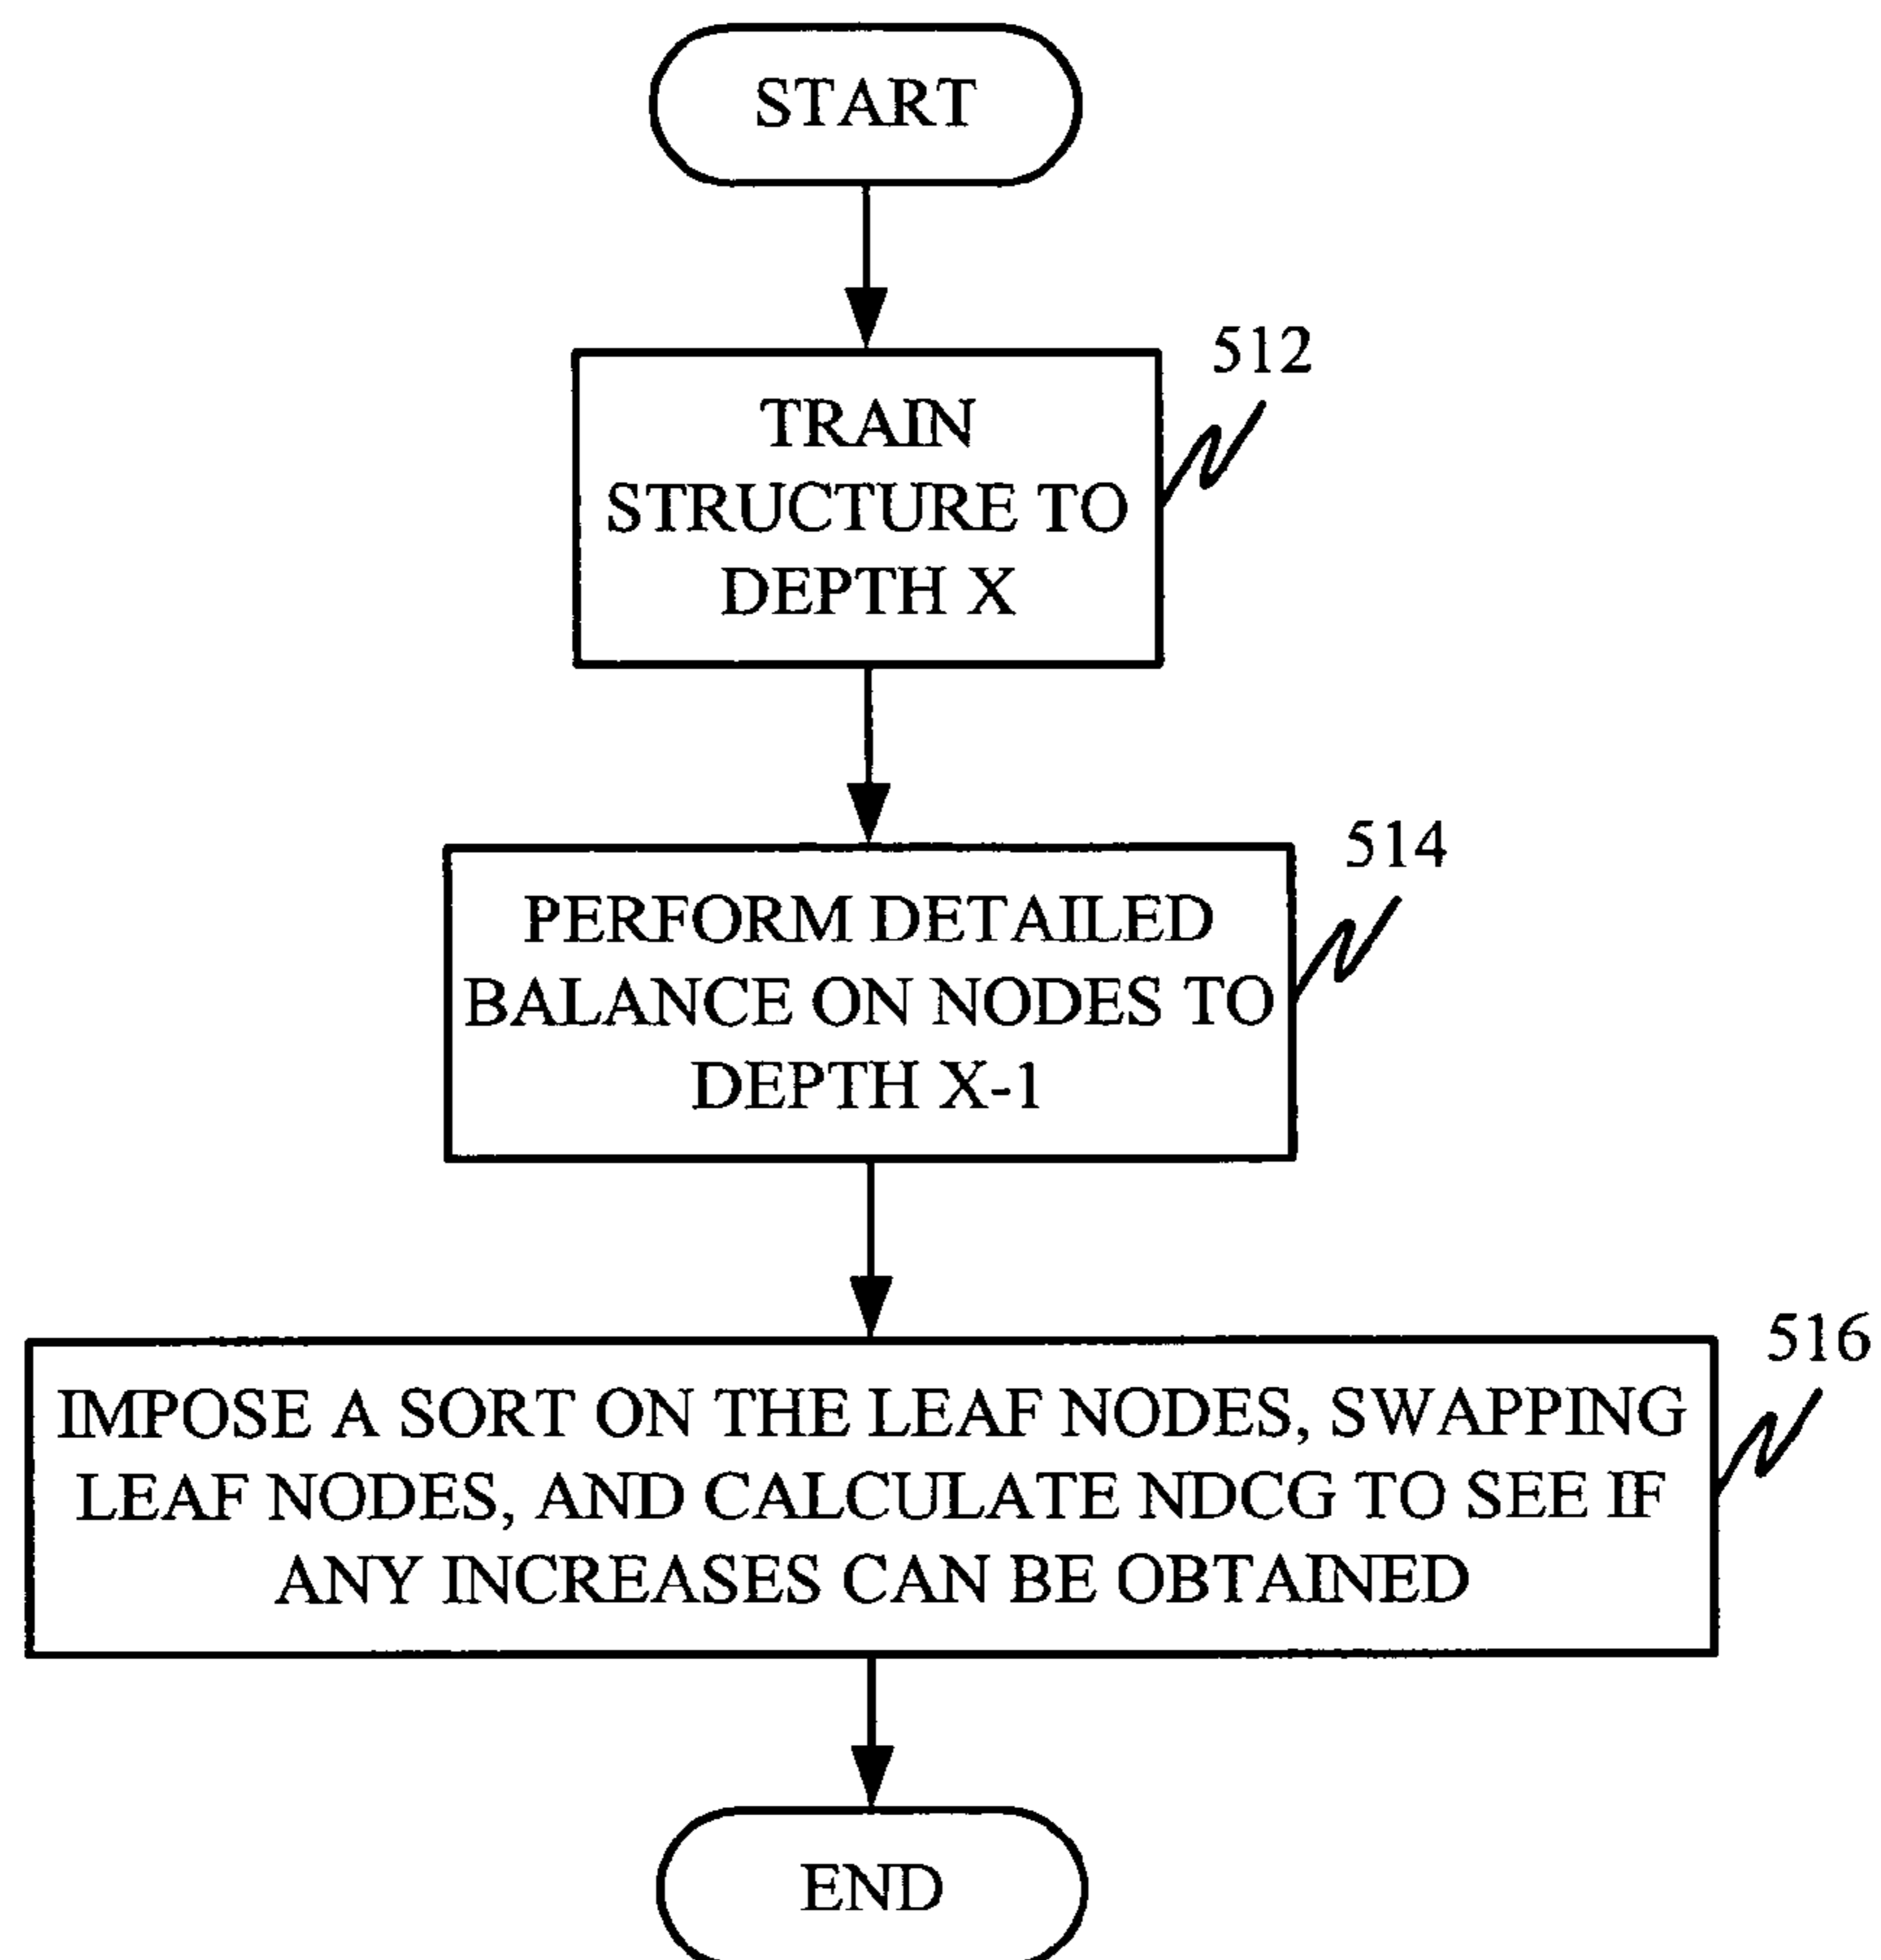 START
512
TRAIN
STRUCTURE TO
DEPTH X
514
PERFORM DETAILED
BALANCE ON NODES TO
DEPTH X-1
516
IMPOSE A SORT ON THE LEAF NODES, SWAPPING
LEAF NODES, AND CALCULATE NDCG TO SEE IF
ANY INCREASES CAN BE OBTAINED
END